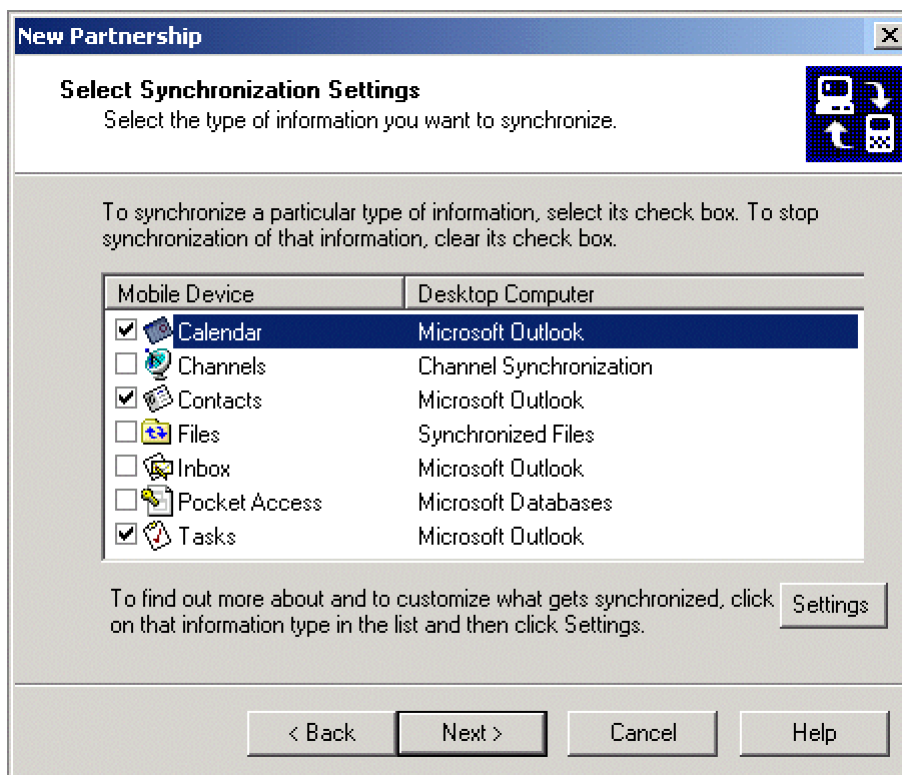 New Partnership
Select Synchronization Settings
Select the type of information you want to synchronize.
To synchronize a particular type of information, select its check box. To stop
synchronization of that information, clear its check box.
Mobile Device Desktop Computer
Calendar Microsoft Outlook
Channels Channel Synchronization
Contacts Microsoft Outlook
Files Synchronized Files
Inbox Microsoft Outlook
Pocket Access Microsoft Databases
Tasks Microsoft Outlook
To find out more about and to customize what gets synchronized, click
on that information type in the list and then click Settings.
Settings
< Back Next > Cancel Help